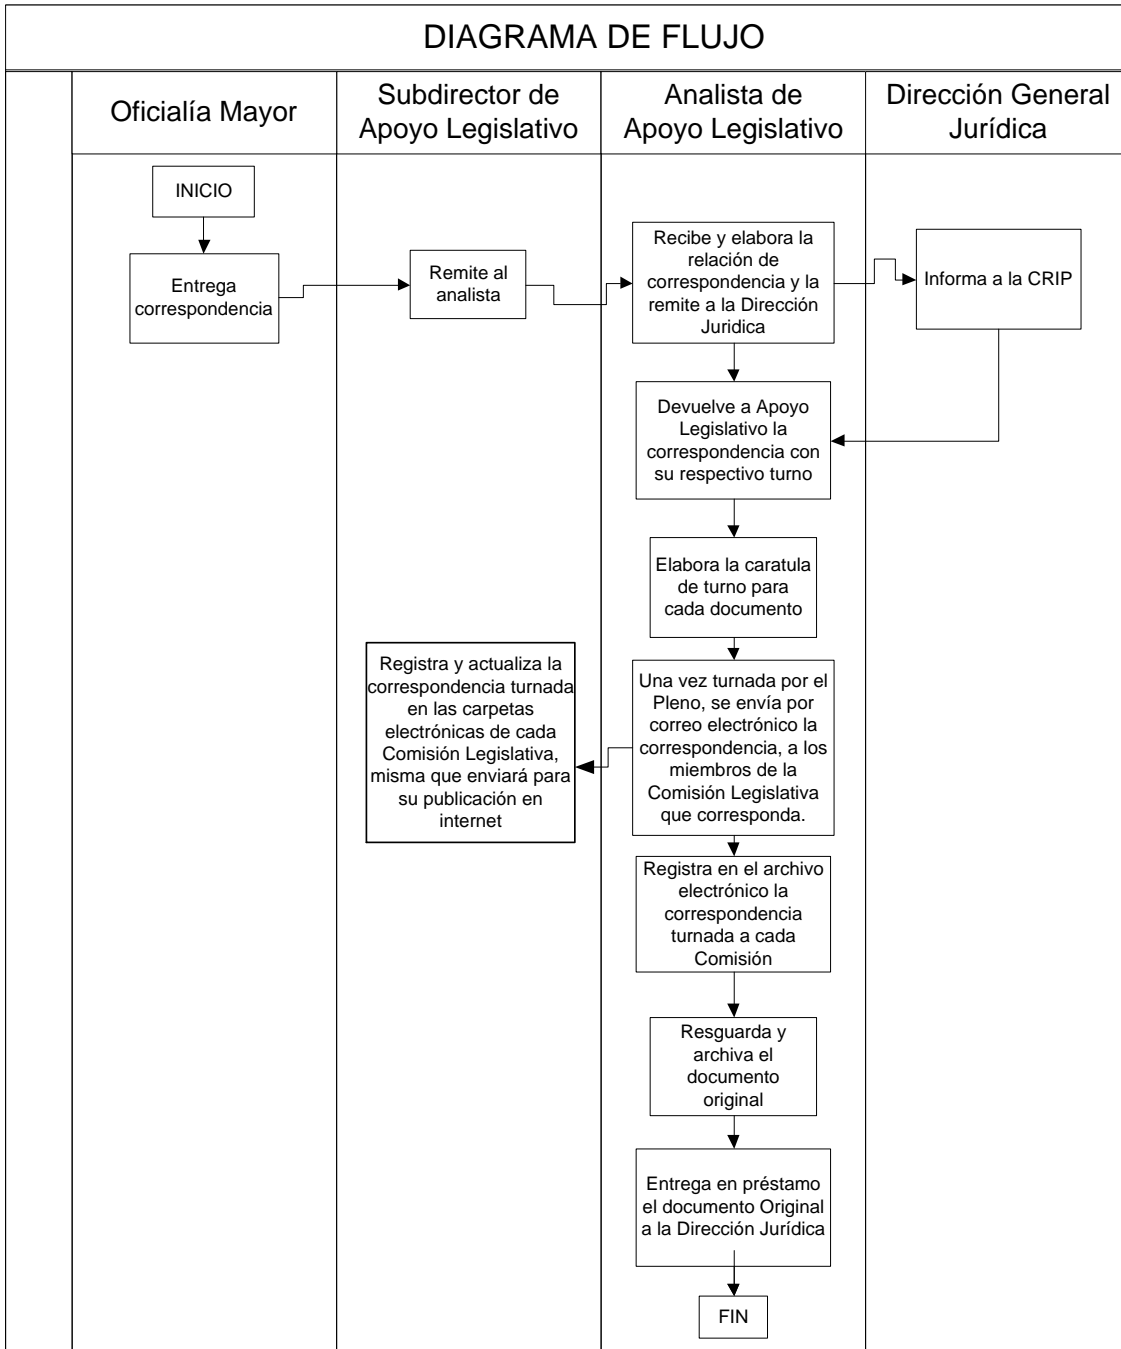 DIAGRAMA DE FLUJO
Oficialía Mayor
Subdirector de
Apoyo Legislativo
Analista de
Apoyo Legislativo
Dirección General
Jurídica
INICIO
Entrega
correspondencia
Remite al
analista
Recibe y elabora la
relación de
correspondencia y la
remite a la Dirección
Juridica
Informa a la CRIP
Devuelve a Apoyo
Legislativo la
correspondencia con
su respectivo turno
Elabora la caratula
de turno para
cada documento
Registra y actualiza la
correspondencia turnada
en las carpetas
electrónicas de cada
Comisión Legislativa,
misma que enviará para
su publicación en
internet
Una vez turnada por el
Pleno, se envía por
correo electrónico la
correspondencia, a los
miembros de la
Comisión Legislativa
que corresponda.
Registra en el archivo
electrónico la
correspondencia
turnada a cada
Comisión
Resguarda y
archiva el
documento
original
Entrega en préstamo
el documento Original
a la Dirección Jurídica
FIN